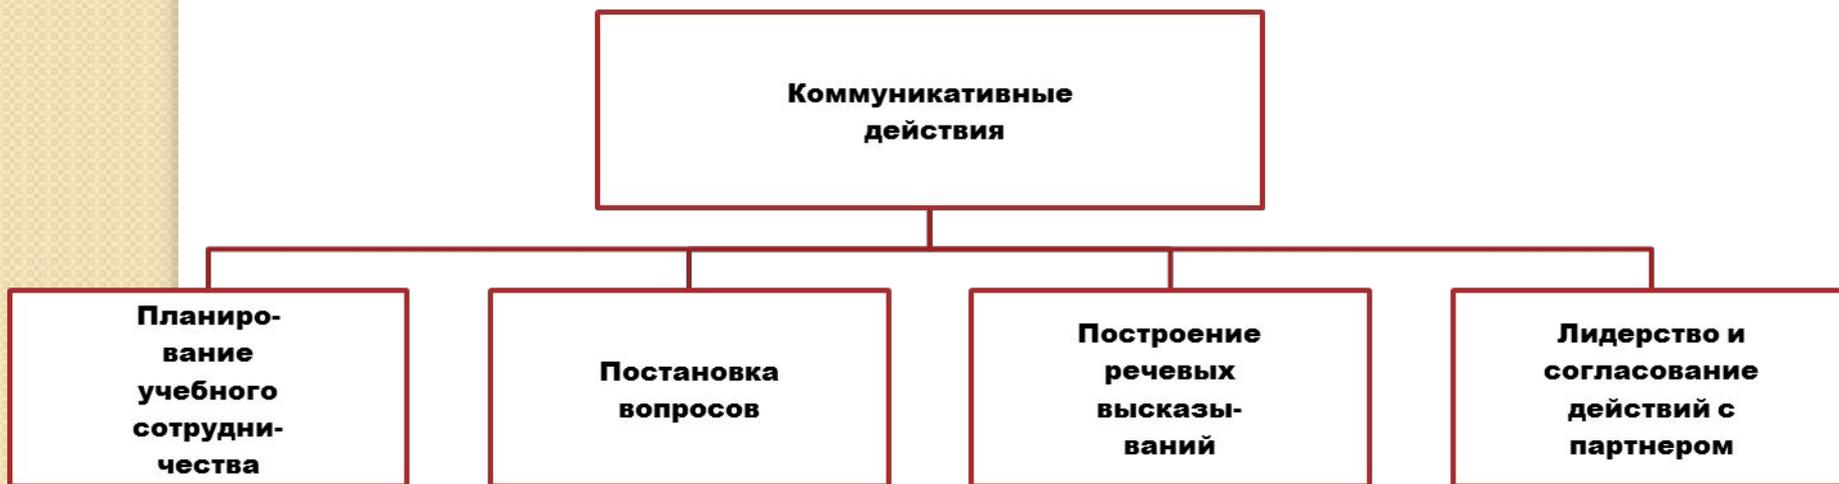 Коммуникативные
действия
Планиро-
вание
учебного
сотрудни-
чества
Постановка
вопросов
Построение
речевых
высказы-
ваний
Лидерство и
согласование
действий с
партнером